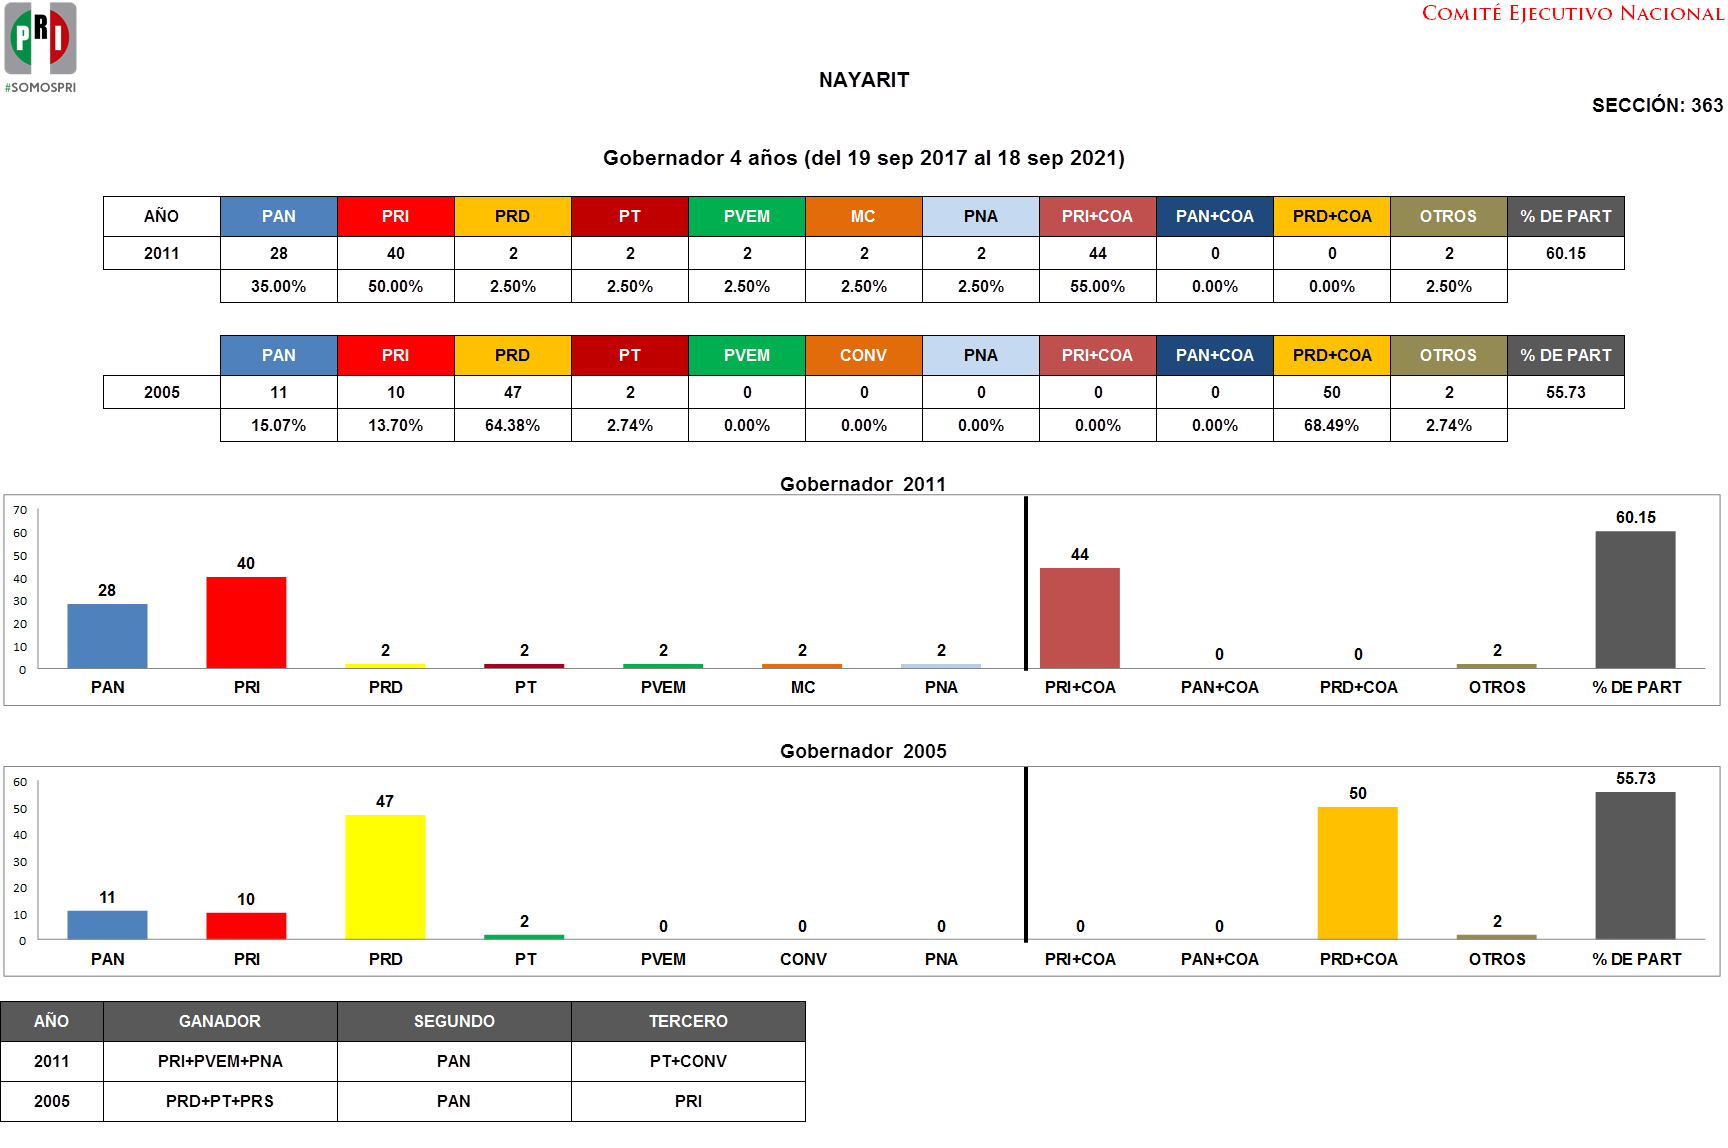 PRI
#SOMOSPRI
COMITÉ EJECUTIVO NACIONAL
NAYARIT
SECCIÓN: 363
Gobernador 4 años (del 19 sep 2017 al 18 sep 2021)
AÑO PAN PRI PRD PT PVEM MC PNA PRI+COA PAN+COA PRD+COA OTROS % DE PART
2011 28 40 2 2 2 2 2 44 0 0 2 60.15
35.00% 50.00% 2.50% 2.50% 2.50% 2.50% 2.50% 55.00% 0.00% 0.00% 2.50%
PAN PRI PRD PT PVEM CONV PNA PRI+COA PAN+COA PRD+COA OTROS % DE PART
2005 11 10 47 2 0 0 0 0 0 50 2 55.73
15.07% 13.70% 64.38% 2.74% 0.00% 0.00% 0.00% 0.00% 0.00% 68.49% 2.74%
Gobernador 2011
70
60
50
40
30
20
10
0
28 40 2 2 2 2 2 44 0 0 2 60.15
PAN PRI PRD PT PVEM MC PNA PRI+COA PAN+COA PRD+COA OTROS % DE PART
Gobernador 2005
60
50
40
30
20
10
0
11 10 47 2 0 0 0 0 0 50 2 55.73
PAN PRI PRD PT PVEM CONV PNA PRI+COA PAN+COA PRD+COA OTROS % DE PART
AÑO GANADOR SEGUNDO TERCERO
2011 PRI+PVEM+PNA PAN PT+CONV
2005 PRD+PT+PRS PAN PRI